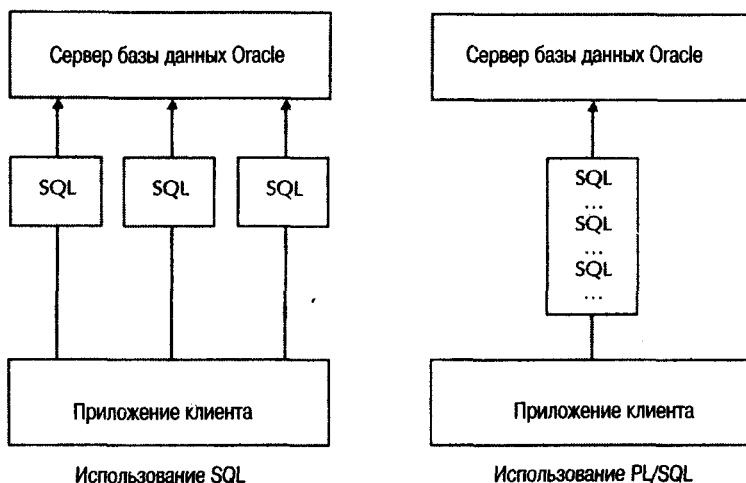 Сервер базы данных Oracle
SQL
SQL
SQL
Приложение клиента
Использование SQL
Сервер базы данных Oracle
SQL
...
SQL
...
SQL
...
Приложение клиента
Использование PL/SQL